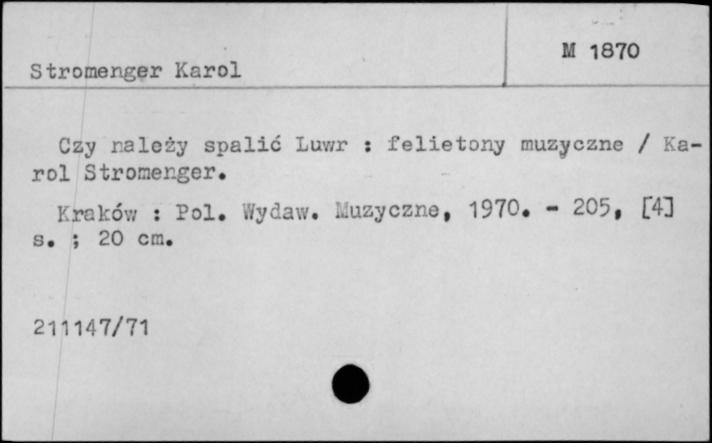 M 1870
Stromenger Karol
Czy należy spalić Luwr : felietony muzyczne / Ka-
rol Stromenger.
Kraków : Pol. Wydaw. Muzyczne, 1970. - 205, [4]
s. ; 20 cm.
211147/71